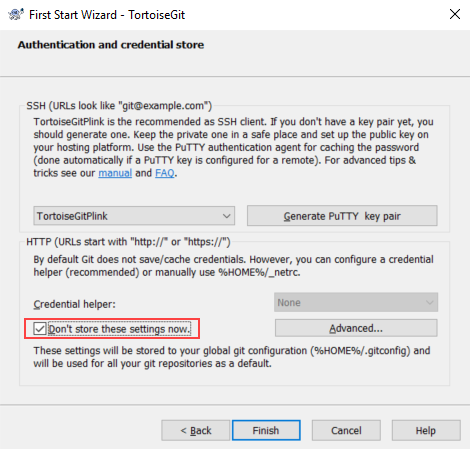 First Start Wizard - TortoiseGit
Authentication and credential store
SSH (URLs look like "git@example.com")
TortoiseGitPlink is the recommended as SSH client. If you don't have a key pair yet, you
should generate one. Keep the private one in a safe place and set up the public key on
your hosting platform. Use the PuTTY authentication agent for caching the password
(done automatically if a PuTTY key is configured for a remote). For advanced tips &
tricks see our manual and FAQ.
TortoiseGitPlink
Generate PuTTY key pair
HTTP (URLs start with "http://" or "https://")
By default Git does not save/cache credentials. However, you can configure a credential
helper (recommended) or manually use %HOME%/_netrc.
Credential helper:
None
Don't store these settings now.
Advanced...
These settings will be stored to your global git configuration (%HOME%/.gitconfig) and
will be used for all your git repositories as a default.
< Back
Finish
Cancel
Help